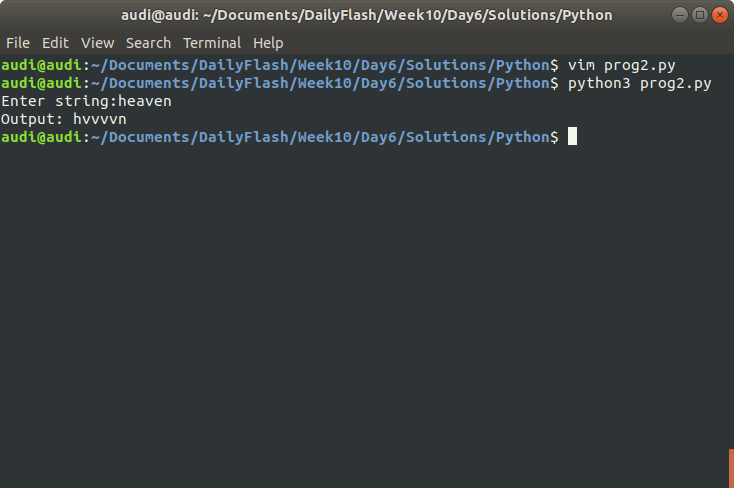 audi@audi: ~/Documents/DailyFlash/Week10/Day6/Solutions/Python
File Edit View Search Terminal Help
audi@audi:~/Documents/DailyFlash/Week10/Day6/Solutions/Python$ vim prog2.py
audi@audi:~/Documents/DailyFlash/Week10/Day6/Solutions/Python$ python3 prog2.py
Enter string:heaven
Output: hvvvvn
audi@audi:~/Documents/DailyFlash/Week10/Day6/Solutions/Python$